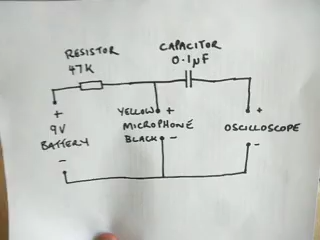 RESISTOR
47K
CAPACITOR
0.1µF
+
9V
BATTERY
-
YELLOW +
MICROPHONE
BLACK -
+
OSCILLOSCOPE
-